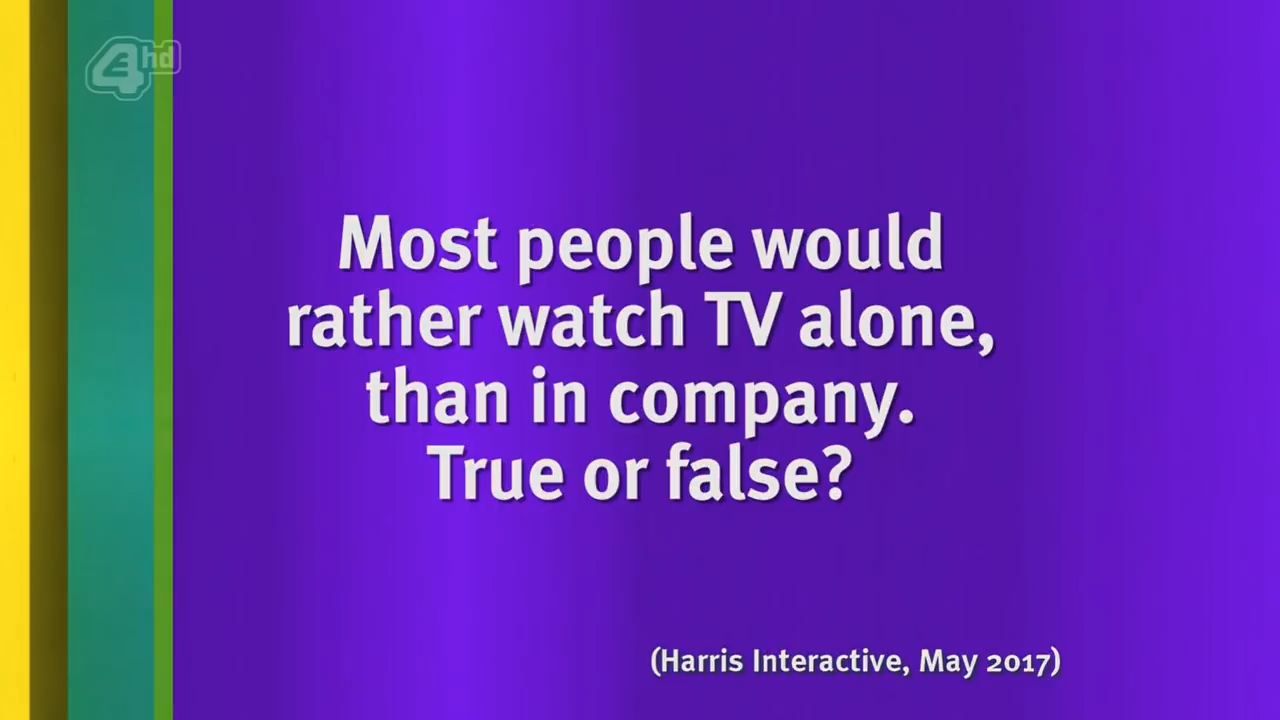 4hd
Most people would
rather watch TV alone,
than in company.
True or false?
(Harris Interactive, May 2017)